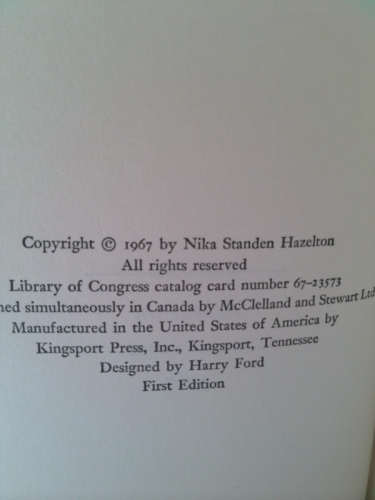 Copyright © 1967 by Nika Standen Hazelton
All rights reserved
Library of Congress catalog card number 67-23573
simultaneously in Canada by McClelland and Stewart Ltd
Manufactured in the United States of America by
Kingsport Press, Inc., Kingsport, Tennessee
Designed by Harry Ford
First Edition